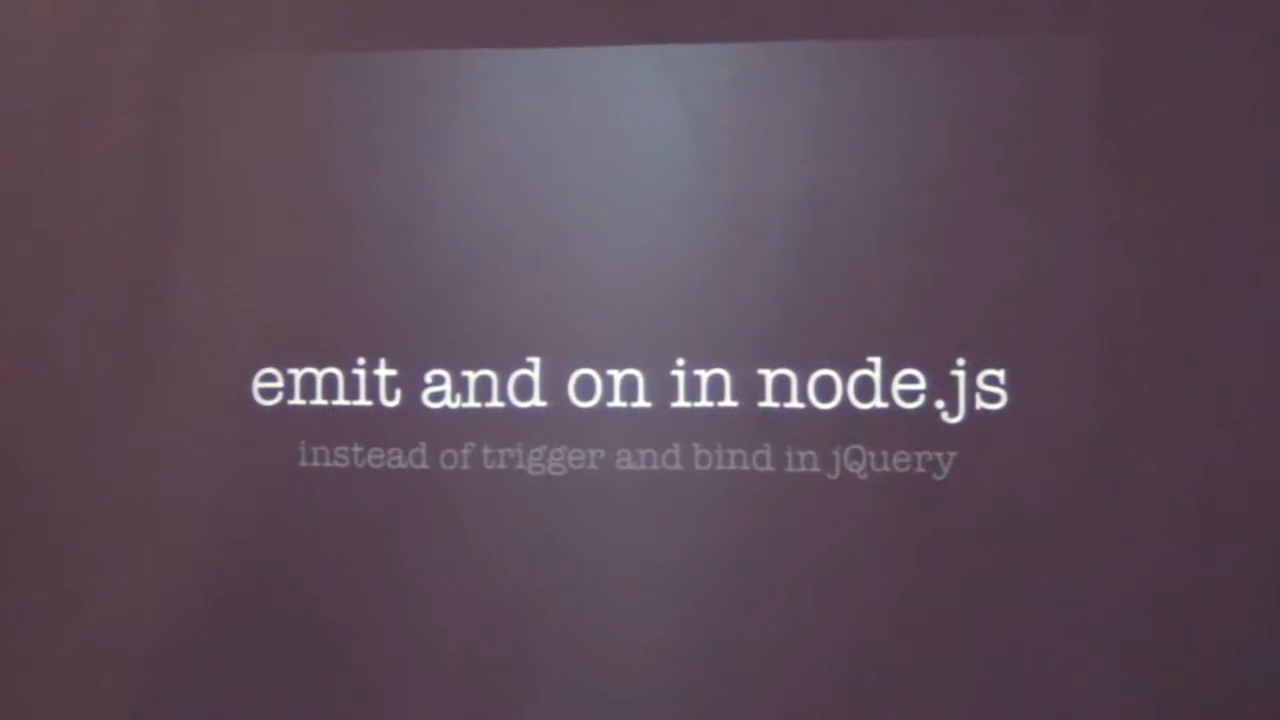 emit and on in node.js
instead of trigger and bind in jQuery